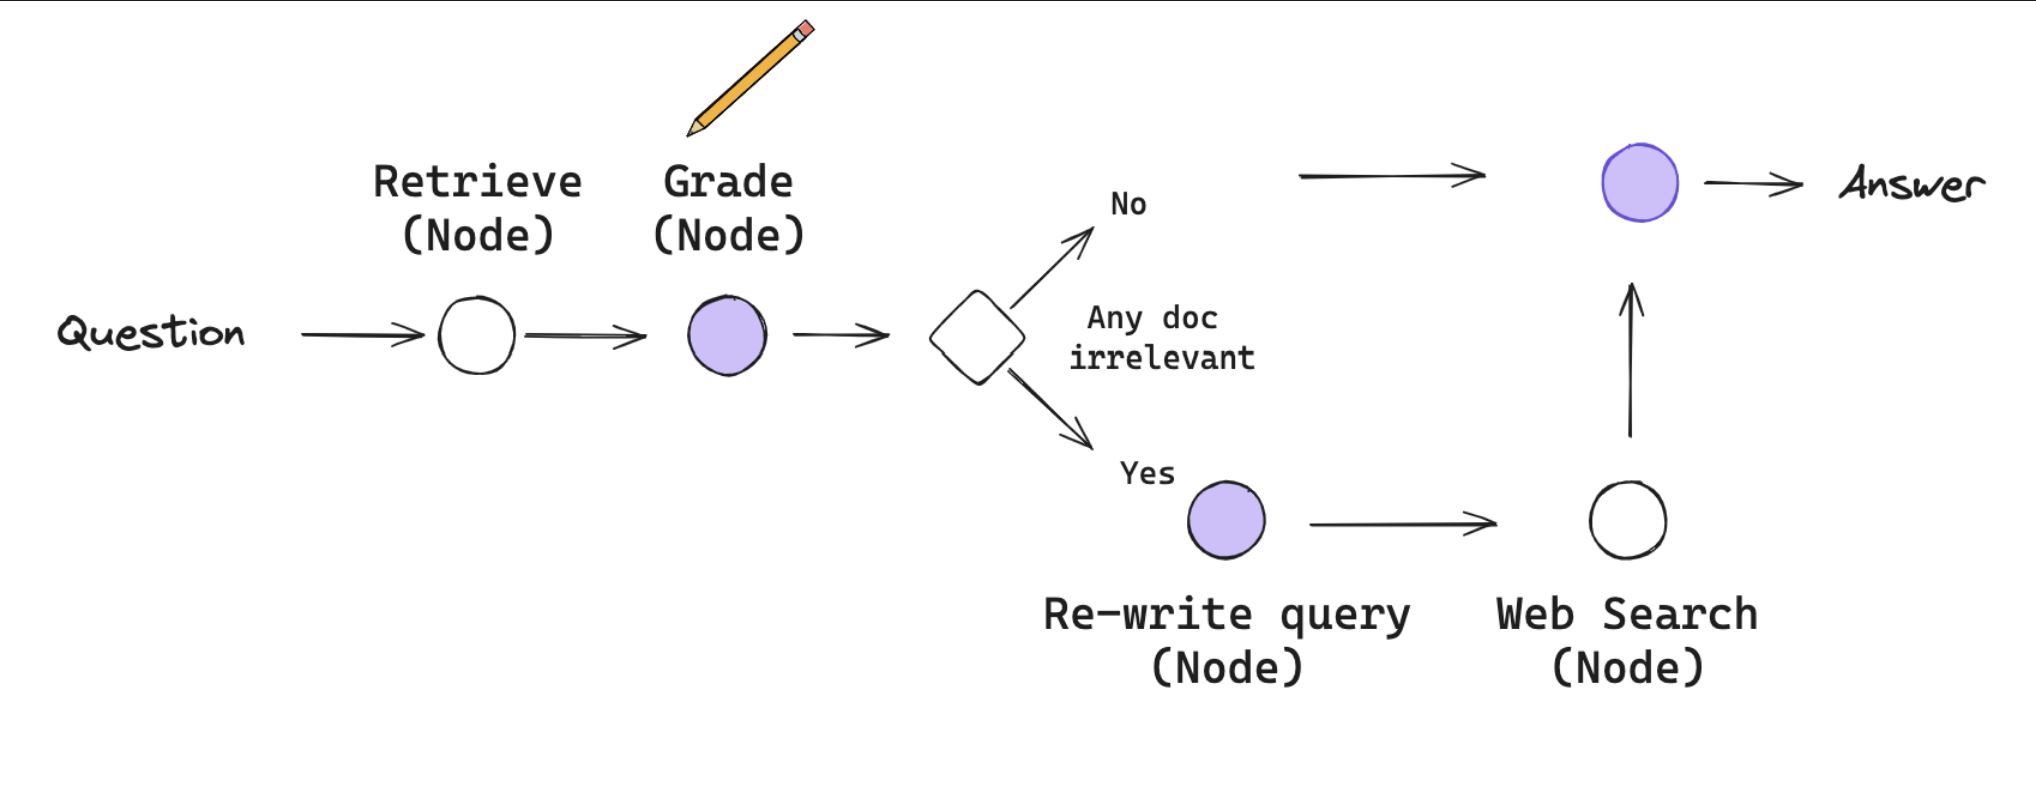 Retrieve
(Node)
Grade
(Node)
No
Answer
Question
Any doc
irrelevant
Yes
Re-write query
(Node)
Web Search
(Node)